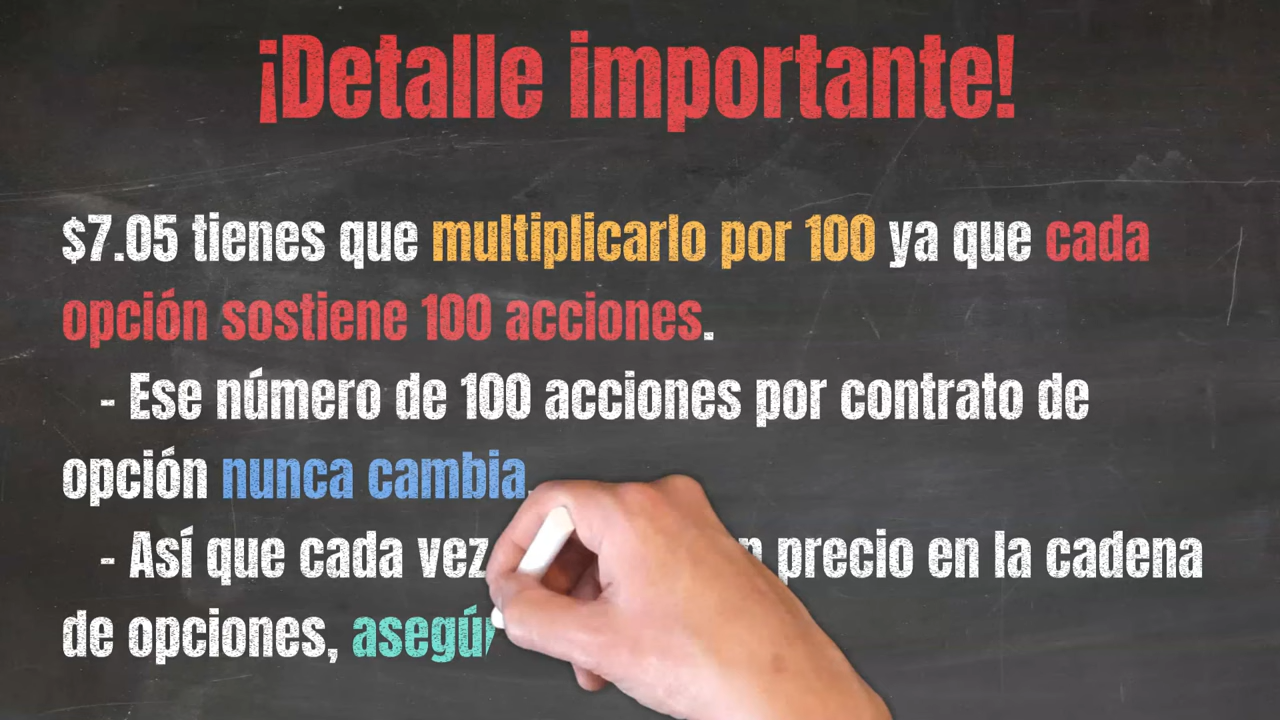 ¡Detalle importante!
$7.05 tienes que multiplicarlo por 100 ya que cada
opción sostiene 100 acciones.
- Ese número de 100 acciones por contrato de
opción nunca cambia.
- Así que cada vez precio en la cadena
de opciones,